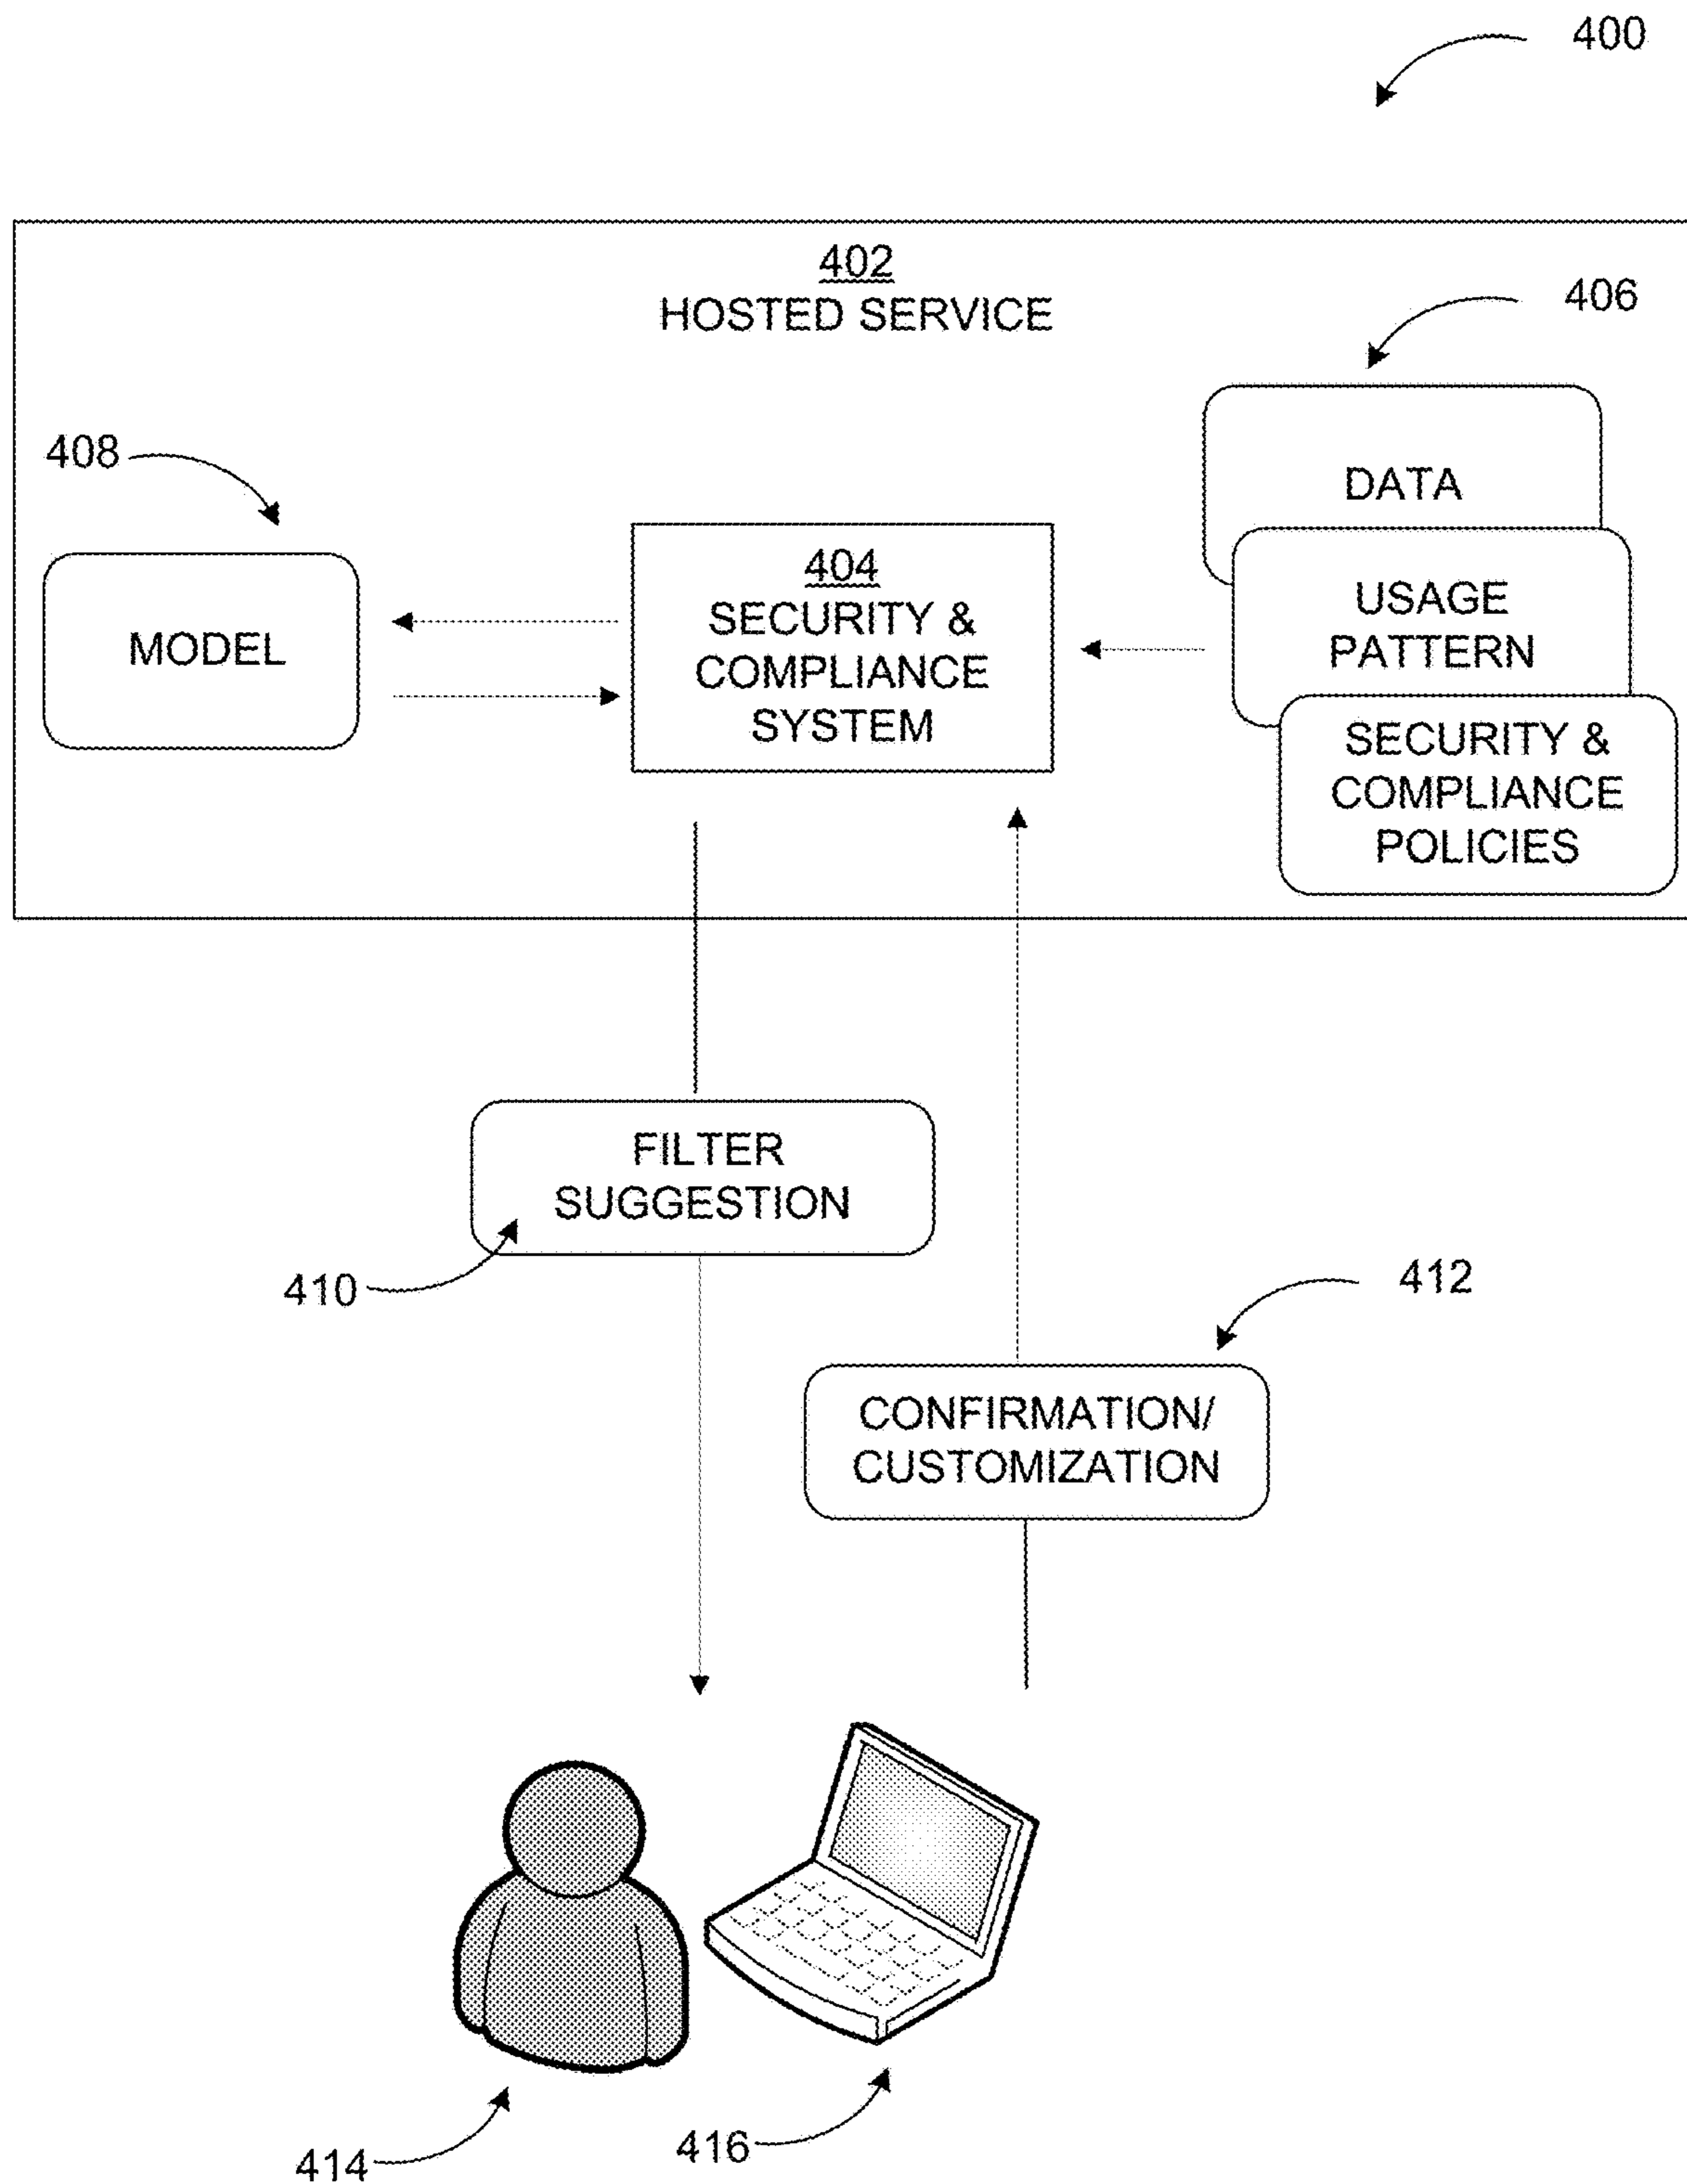 400
402
HOSTED SERVICE
406
DATA
408
404
SECURITY &
COMPLIANCE
SYSTEM
MODEL
USAGE
PATTERN
SECURITY &
COMPLIANCE
POLICIES
FILTER
SUGGESTION
410
412
CONFIRMATION/
CUSTOMIZATION
414
416